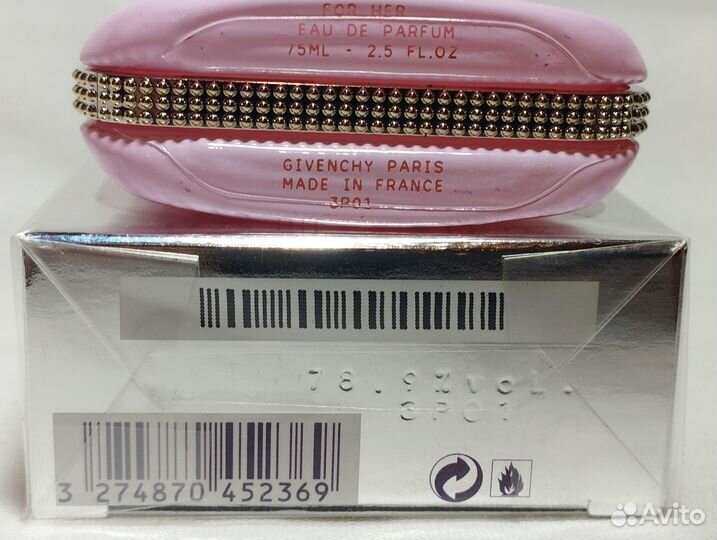 FOR HER
EAU DE PARFUM
75ML - 2.5 FL.OZ
GIVENCHY PARIS
MADE IN FRANCE
3P01
78.9%vol.
3P01
3 274870 452369
Avito